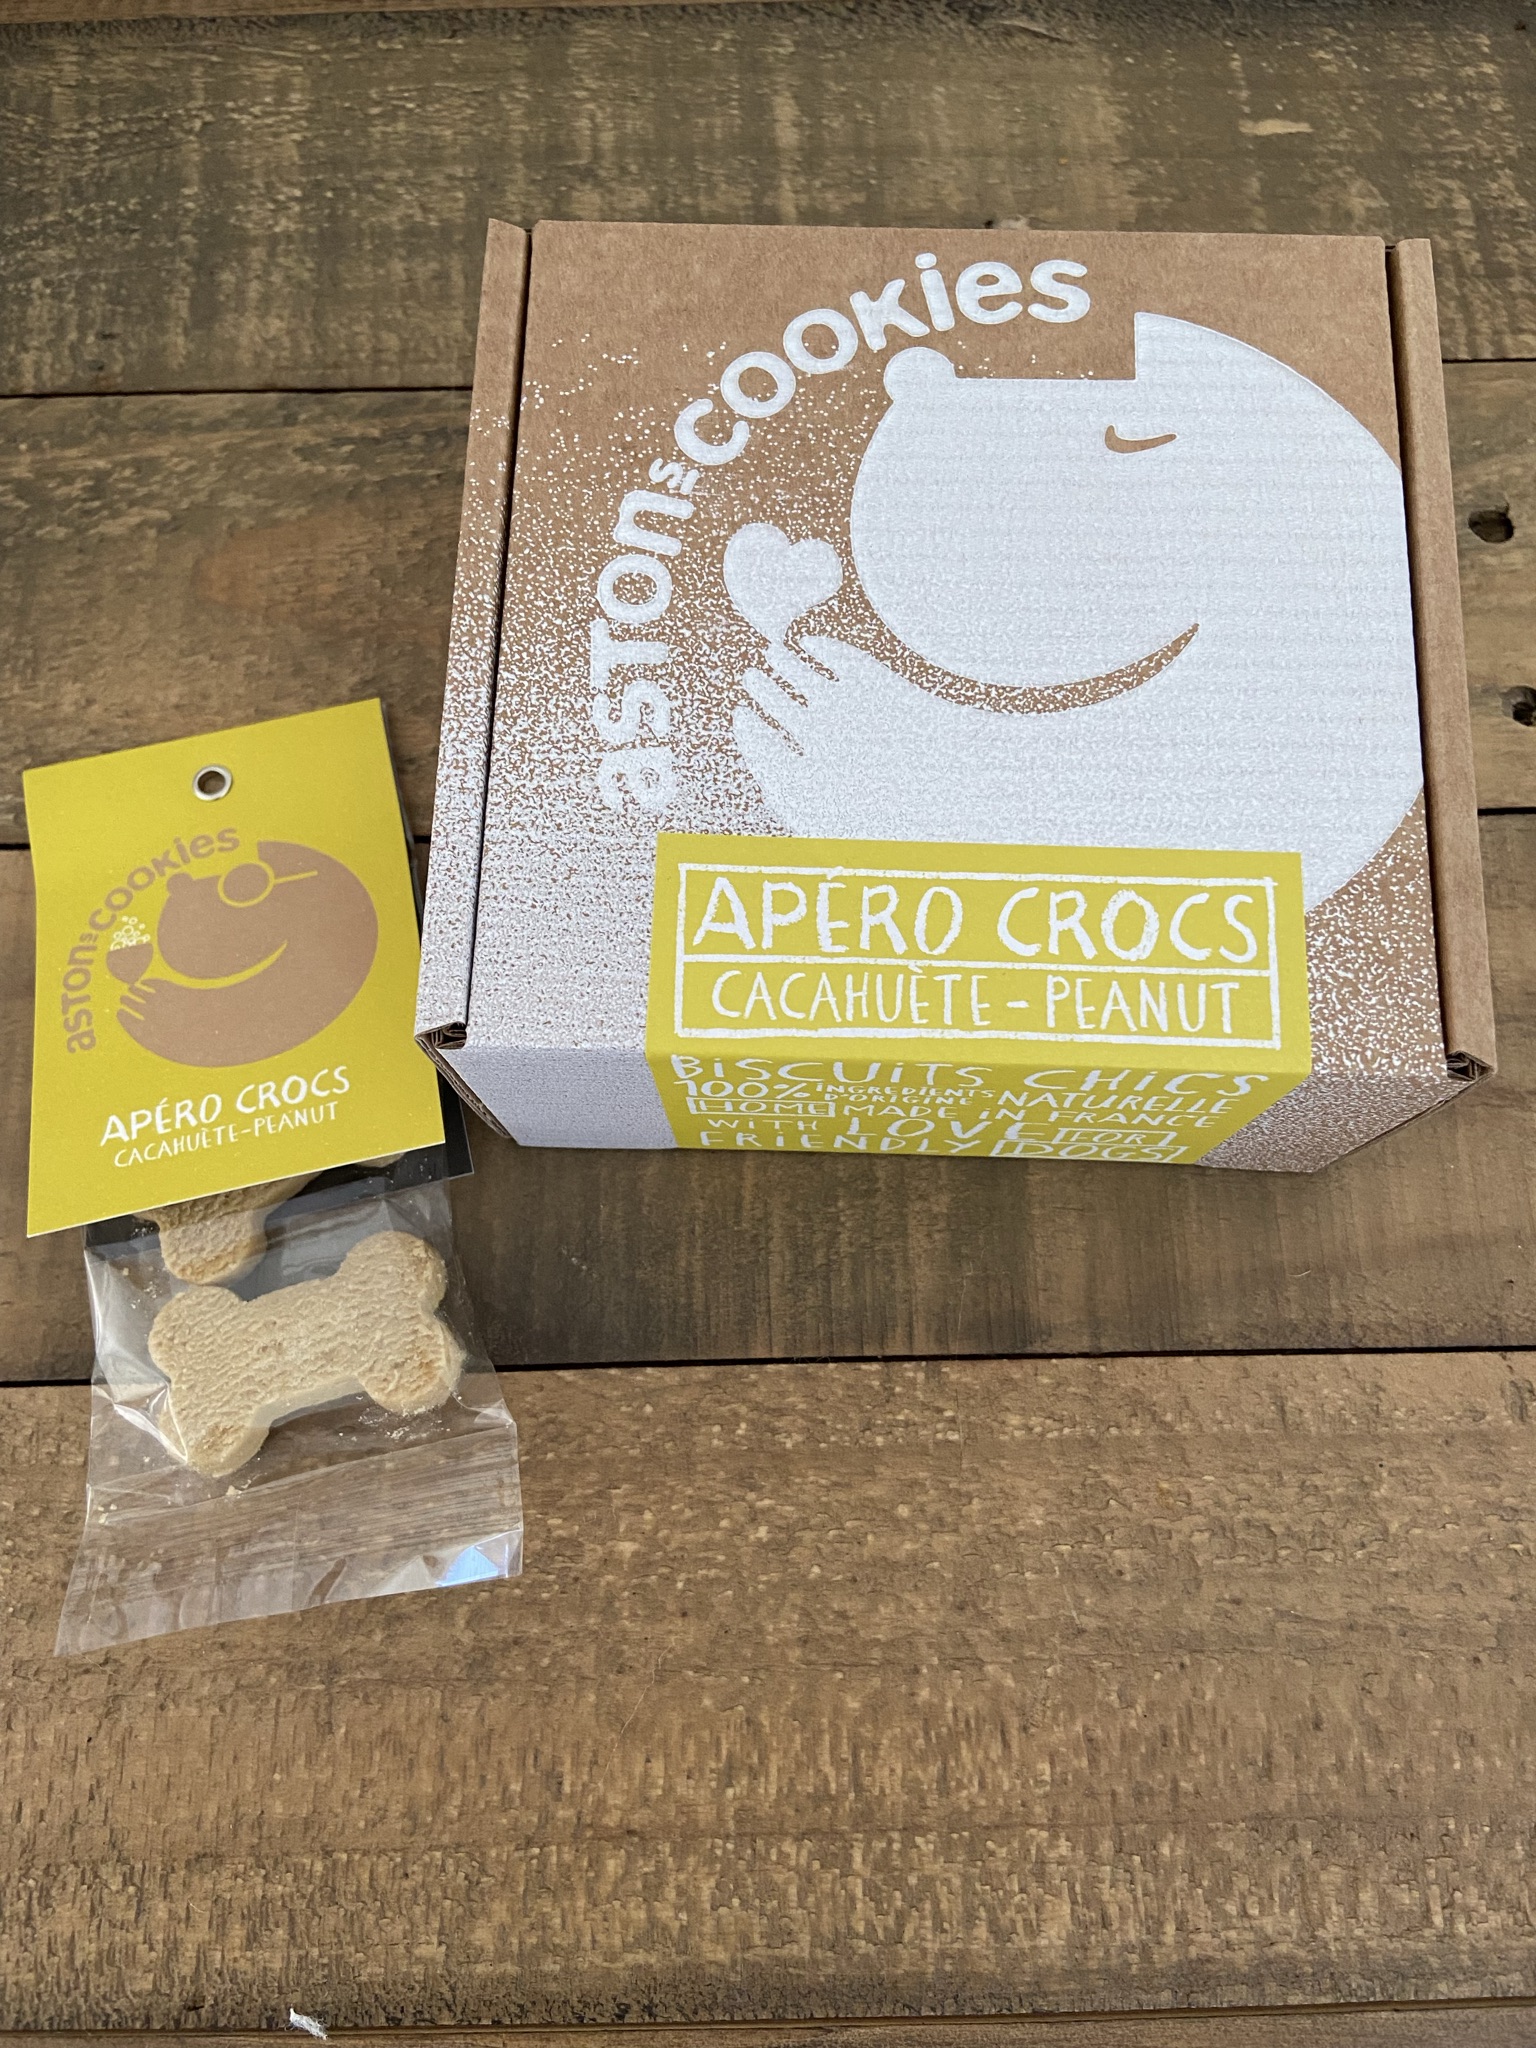 aston's cookies
APÉRO CROCS
CACAHUÈTE - PEANUT
BISCUITS CHICS
100% INGREDIENTS D'ORIGINE NATURELLE
HOME MADE IN FRANCE
WITH LOVE FOR
FRIENDLY DOGS
aston's cookies
APÉRO CROCS
CACAHUÈTE-PEANUT